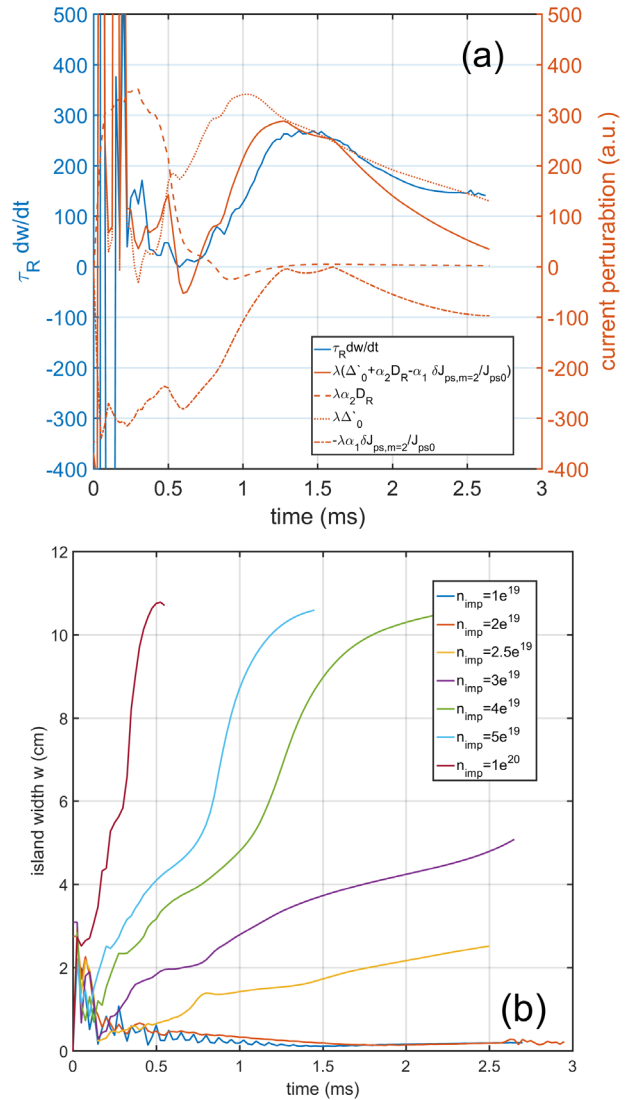 500
500
(a)
400
400
300
300
200
200
100
100
0
0
-100
-100
-200
-200
-300
-300
-400
-400
τR dw/dt
current perturabtion (a.u.)
τRdw/dt
λ(Δ`0+α2DR-α1 δJps,m=2/Jps0)
λα2DR
λΔ`0
-λα1δJps,m=2/Jps0
0 0.5 1 1.5 2 2.5 3
time (ms)
12
10
8
6
4
2
0
island width w (cm)
nimp=1e19
nimp=2e19
nimp=2.5e19
nimp=3e19
nimp=4e19
nimp=5e19
nimp=1e20
(b)
0 0.5 1 1.5 2 2.5 3
time (ms)